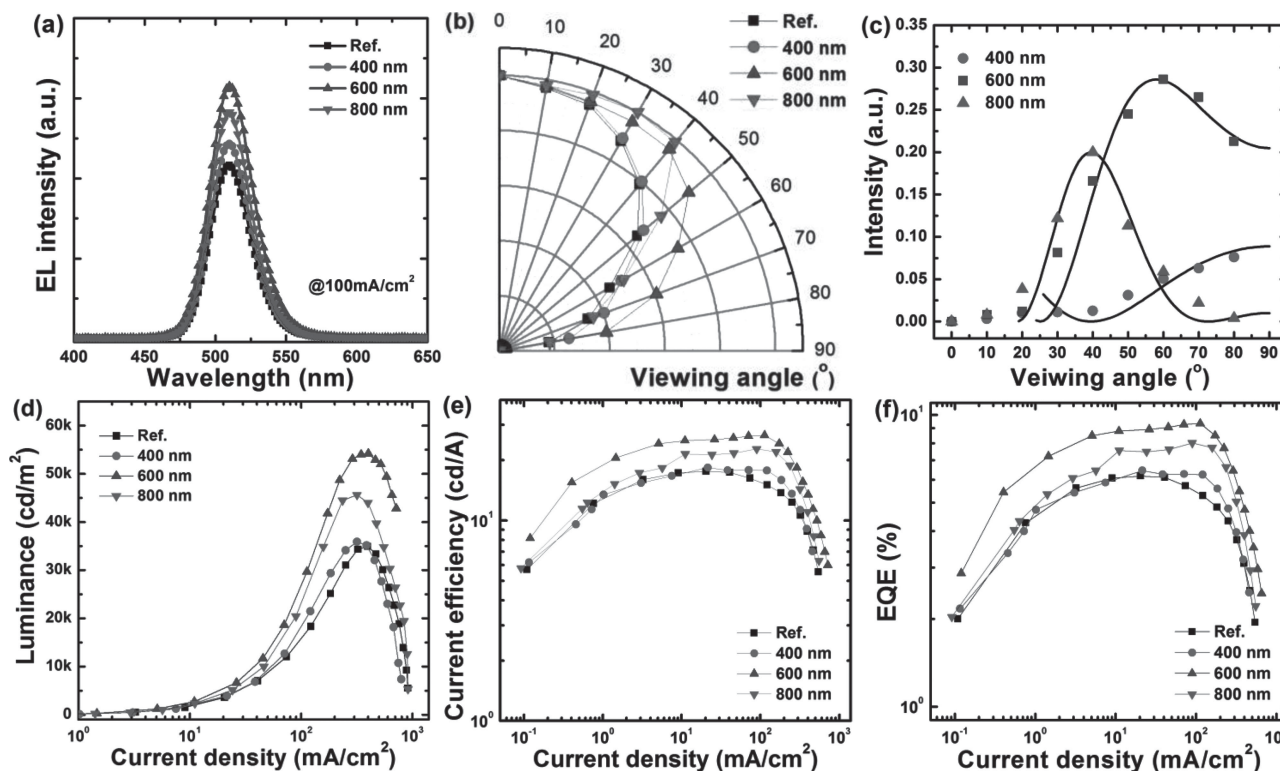 (a)
Ref.
400 nm
600 nm
800 nm
@100mA/cm²
EL intensity (a.u.)
400 450 500 550 600 650
Wavelength (nm)
(b)
Ref.
400 nm
600 nm
800 nm
0
10
20
30
40
50
60
70
80
90
Viewing angle (°)
(c)
400 nm
600 nm
800 nm
0.35
0.30
0.25
0.20
0.15
0.10
0.05
0.00
Intensity (a.u.)
0 10 20 30 40 50 60 70 80 90
Veiwing angle (°)
(d)
Ref.
400 nm
600 nm
800 nm
60k
50k
40k
30k
20k
10k
0
Luminance (cd/m²)
10⁰ 10¹ 10² 10³
Current density (mA/cm²)
(e)
Ref.
400 nm
600 nm
800 nm
10¹
10⁰
Current efficiency (cd/A)
10⁻¹ 10⁰ 10¹ 10² 10³
Current density (mA/cm²)
(f)
Ref.
400 nm
600 nm
800 nm
10¹
10⁰
EQE (%)
10⁻¹ 10⁰ 10¹ 10² 10³
Current density (mA/cm²)